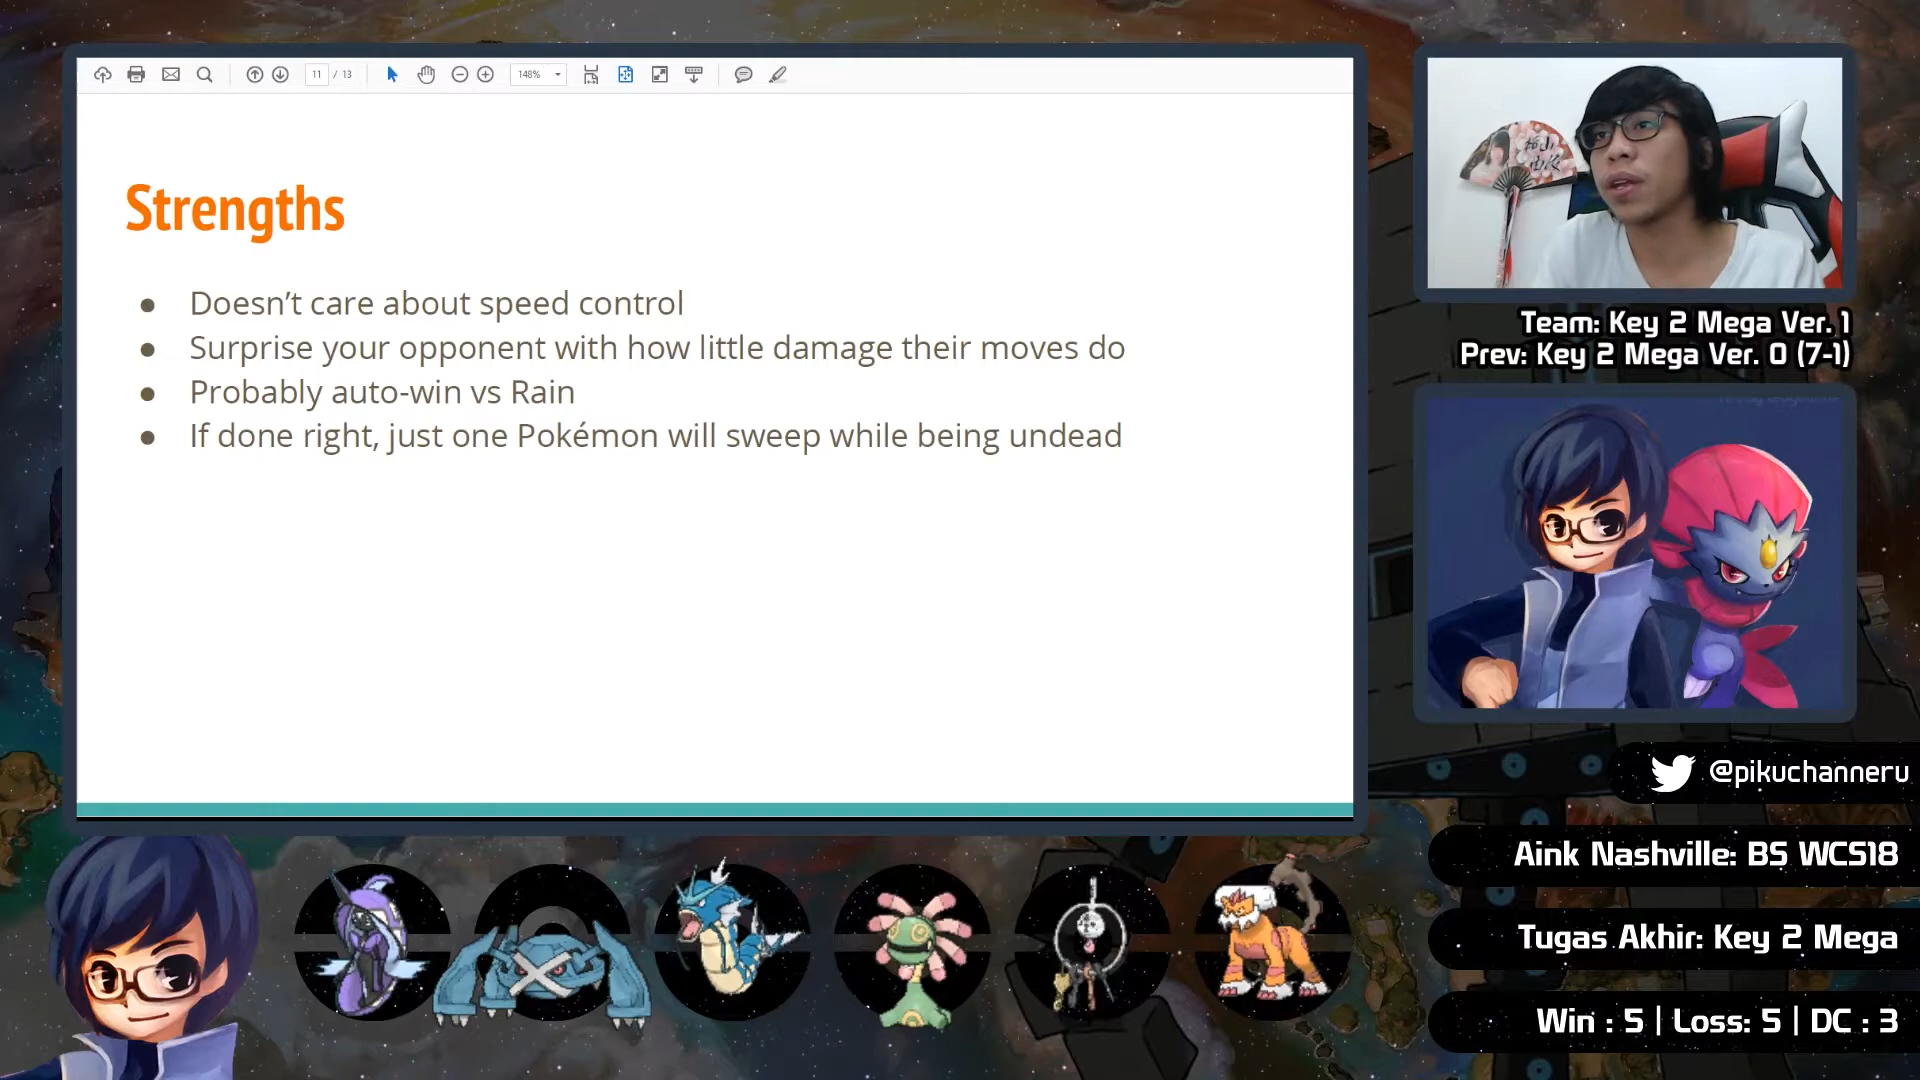 11 / 13
148%
Strengths
● Doesn’t care about speed control
● Surprise your opponent with how little damage their moves do
● Probably auto-win vs Rain
● If done right, just one Pokémon will sweep while being undead
Team: Key 2 Mega Ver. 1
Prev: Key 2 Mega Ver. 0 (7-1)
@pikuchanneru
Aink Nashville: BS WCS18
Tugas Akhir: Key 2 Mega
Win : 5 | Loss: 5 | DC : 3